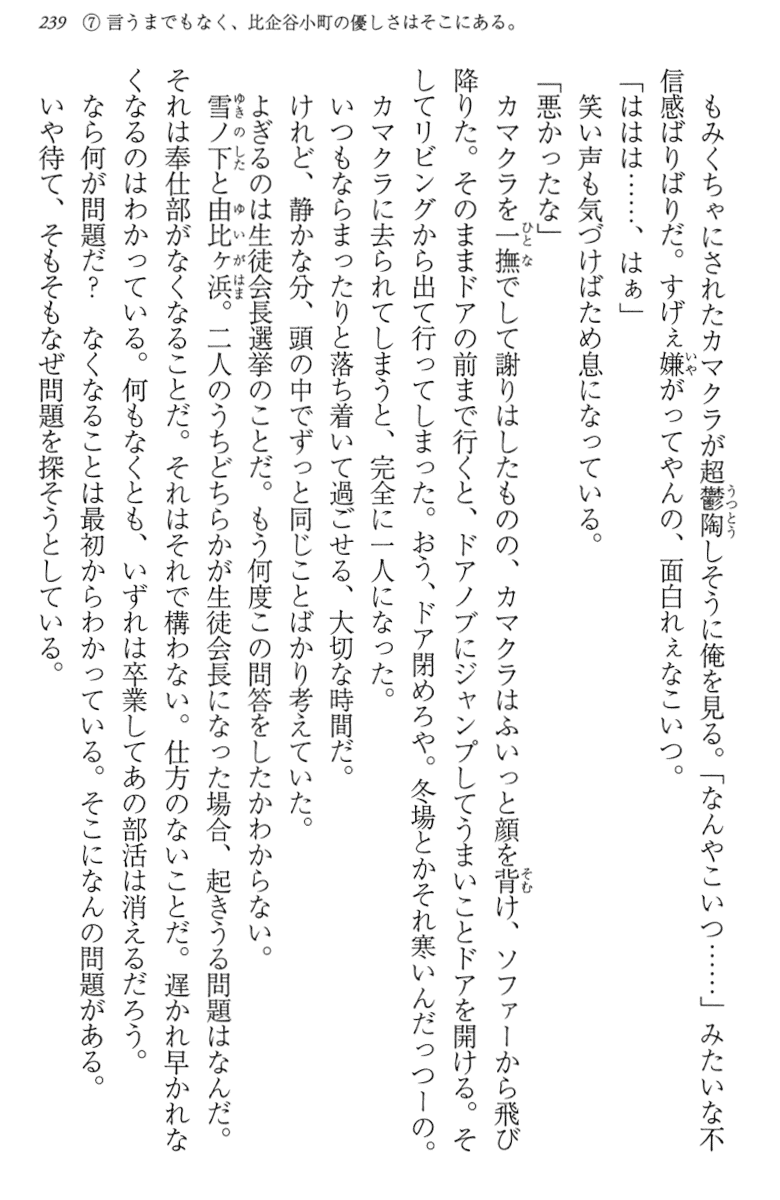 239 ⑦ 言うまでもなく、比企谷小町の優しさはそこにある。
もみくちゃにされたカマクラが超鬱陶しそうに俺を見る。「なんやこいつ……」みたいな不
信感ばりばりだ。すげぇ嫌がってやんの、面白れぇなこいつ。
「ははは……、はぁ」
笑い声も気づけばため息になっている。
「悪かったな」
カマクラを一撫でして謝りはしたものの、カマクラはふいっと顔を背け、ソファーから飛び
降りた。そのままドアの前まで行くと、ドアノブにジャンプしてうまいことドアを開ける。そ
してリビングから出て行ってしまった。おう、ドア閉めろや。冬場とかそれ寒いんだっつーの。
カマクラに去られてしまうと、完全に一人になった。
いつもならまったりと落ち着いて過ごせる、大切な時間だ。
けれど、静かな分、頭の中でずっと同じことばかり考えていた。
よぎるのは生徒会長選挙のことだ。もう何度この問答をしたかわからない。
雪ノ下と由比ヶ浜。二人のうちどちらかが生徒会長になった場合、起きうる問題はなんだ。
それは奉仕部がなくなることだ。それはそれで構わない。仕方のないことだ。遅かれ早かれな
くなるのはわかっている。何もなくとも、いずれは卒業してあの部活は消えるだろう。
なら何が問題だ？　なくなることは最初からわかっている。そこになんの問題がある。
いや待て、そもそもなぜ問題を探そうとしている。